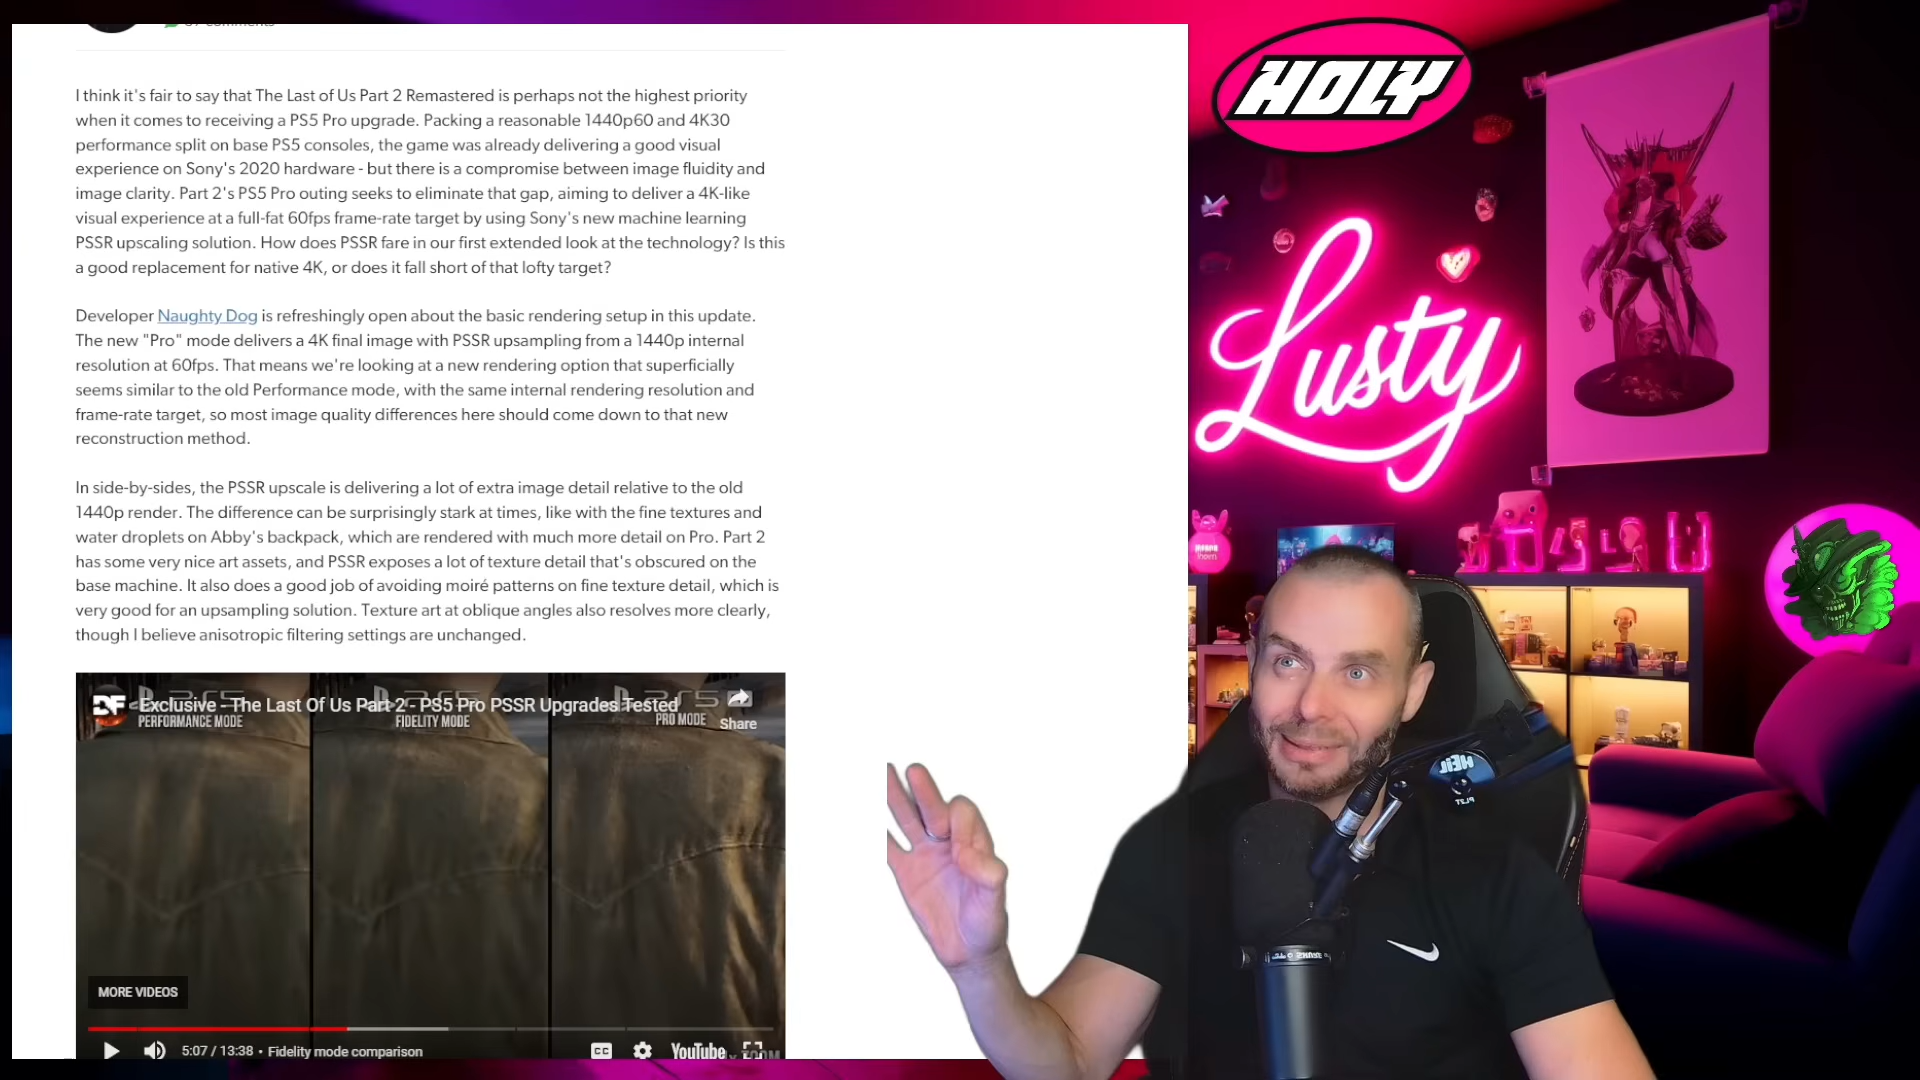 I think it's fair to say that The Last of Us Part 2 Remastered is perhaps not the highest priority
when it comes to receiving a PS5 Pro upgrade. Packing a reasonable 1440p60 and 4K30
performance split on base PS5 consoles, the game was already delivering a good visual
experience on Sony's 2020 hardware - but there is a compromise between image fluidity and
image clarity. Part 2's PS5 Pro outing seeks to eliminate that gap, aiming to deliver a 4K-like
visual experience at a full-fat 60fps frame-rate target by using Sony's new machine learning
PSSR upscaling solution. How does PSSR fare in our first extended look at the technology? Is this
a good replacement for native 4K, or does it fall short of that lofty target?
Developer Naughty Dog is refreshingly open about the basic rendering setup in this update.
The new "Pro" mode delivers a 4K final image with PSSR upsampling from a 1440p internal
resolution at 60fps. That means we're looking at a new rendering option that superficially
seems similar to the old Performance mode, with the same internal rendering resolution and
frame-rate target, so most image quality differences here should come down to that new
reconstruction method.
In side-by-sides, the PSSR upscale is delivering a lot of extra image detail relative to the old
1440p render. The difference can be surprisingly stark at times, like with the fine textures and
water droplets on Abby's backpack, which are rendered with much more detail on Pro. Part 2
has some very nice art assets, and PSSR exposes a lot of texture detail that's obscured on the
base machine. It also does a good job of avoiding moiré patterns on fine texture detail, which is
very good for an upsampling solution. Texture art at oblique angles also resolves more clearly,
though I believe anisotropic filtering settings are unchanged.
DF Exclusive - The Last Of Us Part 2 - PS5 Pro PSSR Upgrades Tested
PERFORMANCE MODE
FIDELITY MODE
PRO MODE
Share
MORE VIDEOS
5:07 / 13:38 • Fidelity mode comparison
CC
YouTube
ZOOM
HOLY
Lusty
HEIL